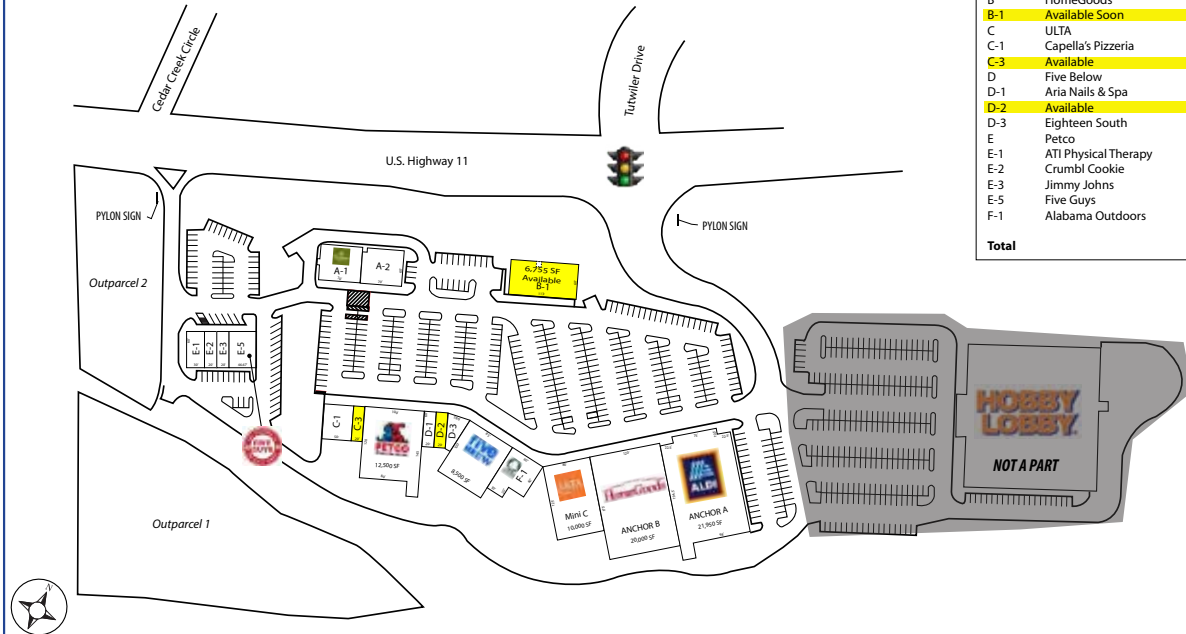 B HomeGoods
B-1 Available Soon
C ULTA
C-1 Capella's Pizzeria
C-3 Available
D Five Below
D-1 Aria Nails & Spa
D-2 Available
D-3 Eighteen South
E Petco
E-1 ATI Physical Therapy
E-2 Crumbl Cookie
E-3 Jimmy Johns
E-5 Five Guys
F-1 Alabama Outdoors
Total
Cedar Creek Circle
Tutwiler Drive
U.S. Highway 11
PYLON SIGN
PYLON SIGN
Outparcel 2
A-1
A-2
6,755 SF
Available
B-1
E-1
E-2
E-3
E-5
FIVE
GUYS
C-1
C-3
PETCO
12,500 SF
D-1
D-2
D-3
five
BEL'W
8,500 SF
F-1
ULTA
Mini C
10,000 SF
HomeGoods
ANCHOR B
20,000 SF
ALDI
ANCHOR A
21,950 SF
HOBBY
LOBBY
NOT A PART
Outparcel 1
N